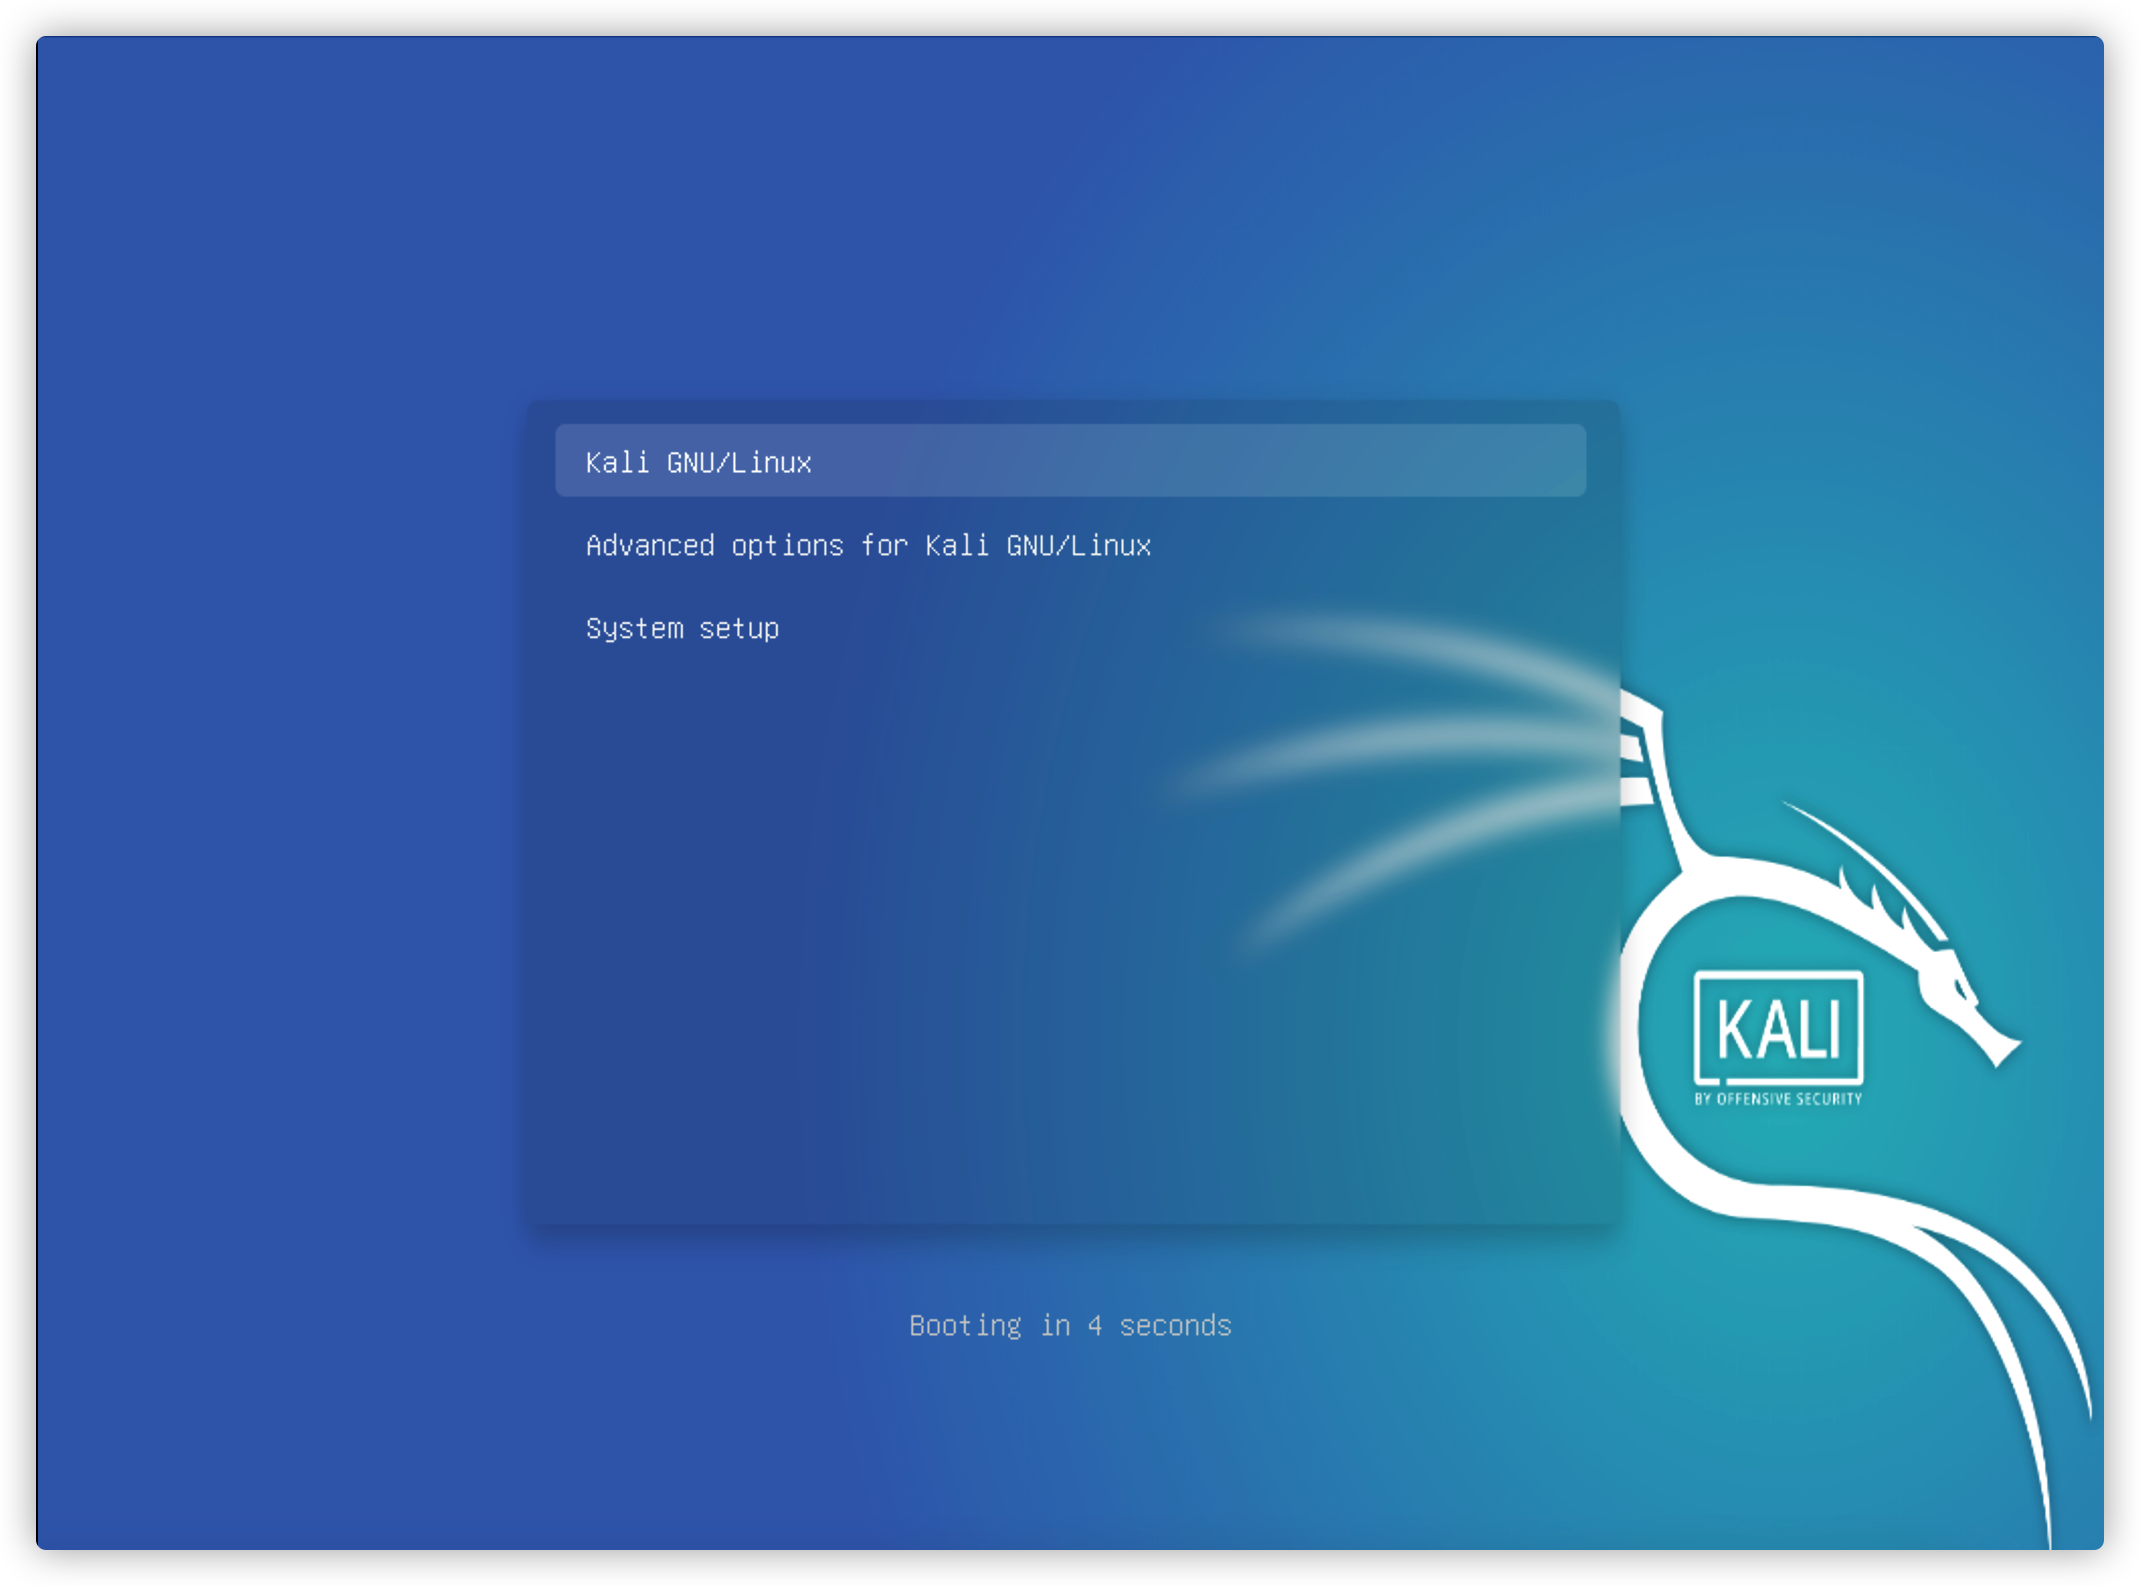 Kali GNU/Linux
Advanced options for Kali GNU/Linux
System setup
KALI
BY OFFENSIVE SECURITY
Booting in 4 seconds